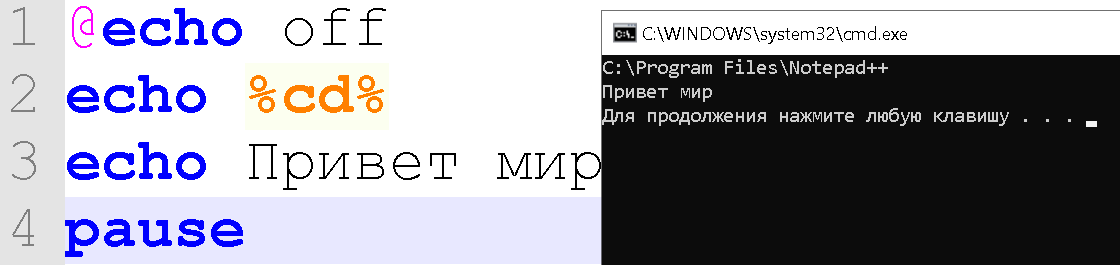 1 @echo off
2 echo %cd%
3 echo Привет мир
4 pause
C:\WINDOWS\system32\cmd.exe
C:\Program Files\Notepad++
Привет мир
Для продолжения нажмите любую клавишу . . .